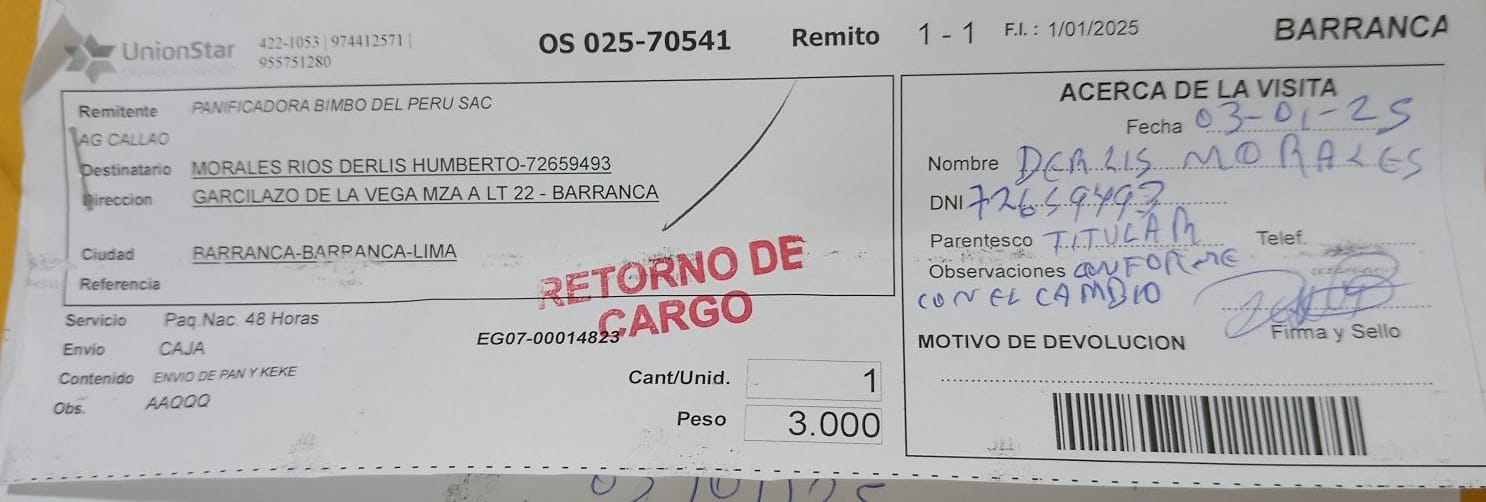 UnionStar
422-1053 | 974412571 |
955751280
OS 025-70541 Remito 1 - 1 F.I. : 1/01/2025 BARRANCA
Remitente PANIFICADORA BIMBO DEL PERU SAC
AG CALLAO
Destinatario MORALES RIOS DERLIS HUMBERTO-72659493
Direccion GARCILAZO DE LA VEGA MZA A LT 22 - BARRANCA
Ciudad BARRANCA-BARRANCA-LIMA
Referencia
RETORNO DE
CARGO
Servicio Paq.Nac. 48 Horas
Envio CAJA
Contenido ENVIO DE PAN Y KEKE
Obs. AAQQQ
EG07-00014823
Cant/Unid. 1
Peso 3.000
ACERCA DE LA VISITA
Fecha 03-01-25
Nombre DERLIS MORALES
DNI 72659493
Parentesco TITULAR Telef.
Observaciones CONFORME
CON EL CAMBIO
Firma y Sello
MOTIVO DE DEVOLUCION